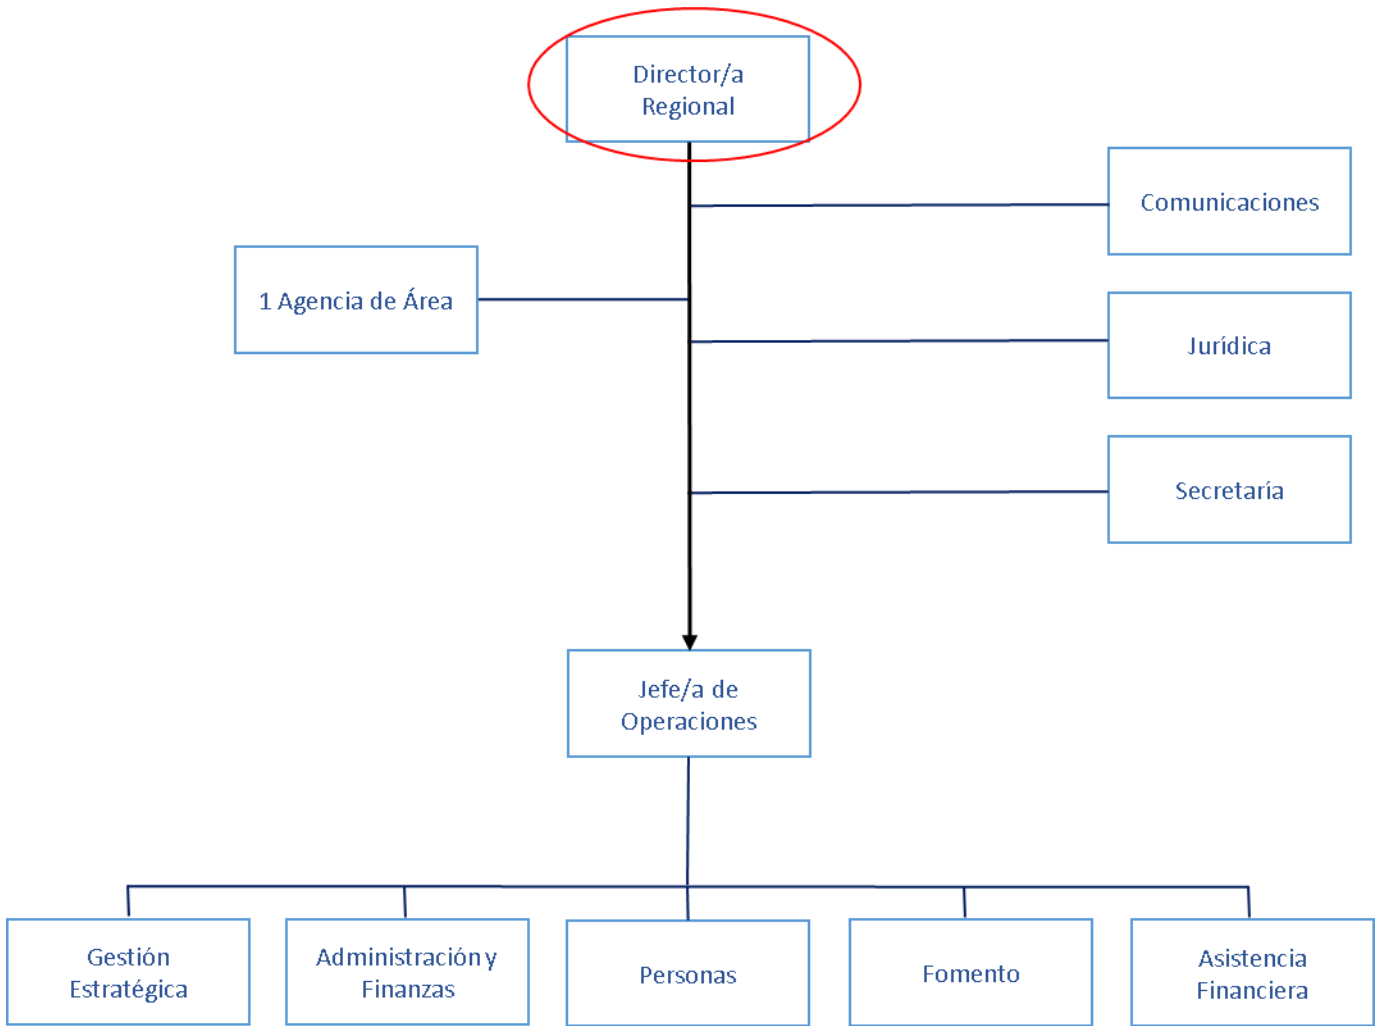 Director/a
Regional
Comunicaciones
1 Agencia de Área
Jurídica
Secretaría
Jefe/a de
Operaciones
Gestión
Estratégica
Administración y
Finanzas
Personas
Fomento
Asistencia
Financiera